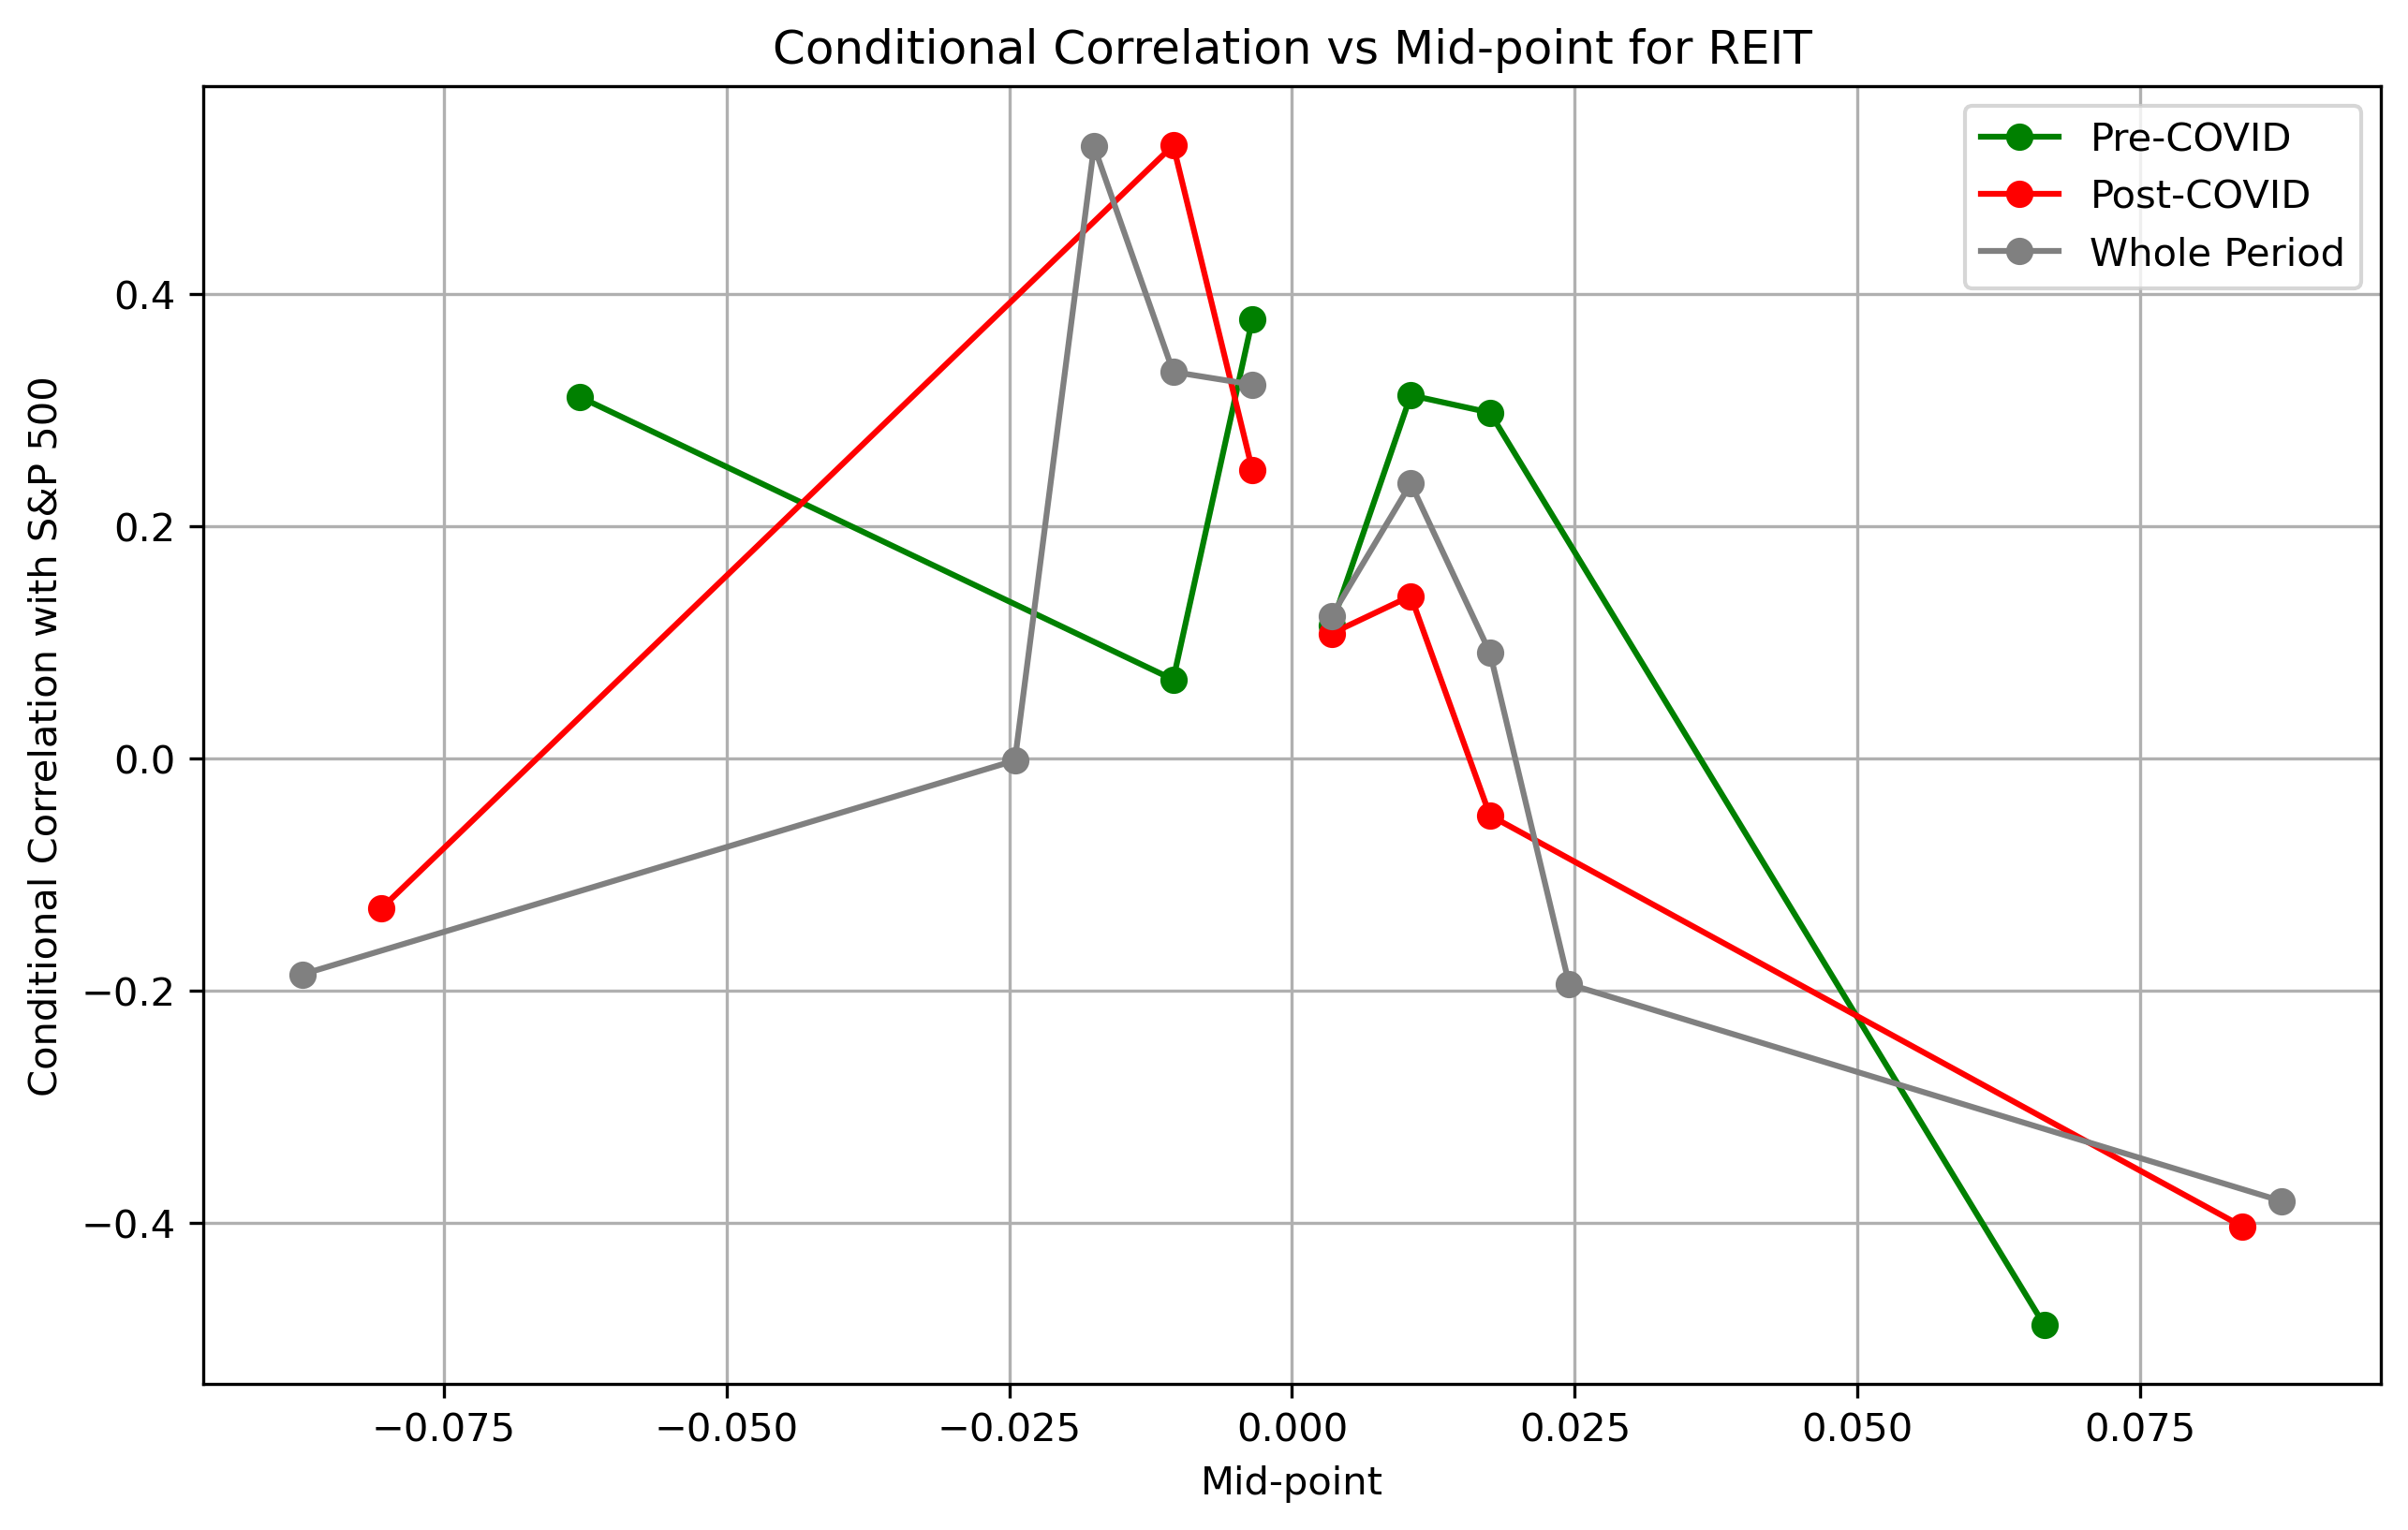 Conditional Correlation vs Mid-point for REIT
Pre-COVID
Post-COVID
Whole Period
Conditional Correlation with S&P 500
0.4
0.2
0.0
−0.2
−0.4
−0.075
−0.050
−0.025
0.000
0.025
0.050
0.075
Mid-point